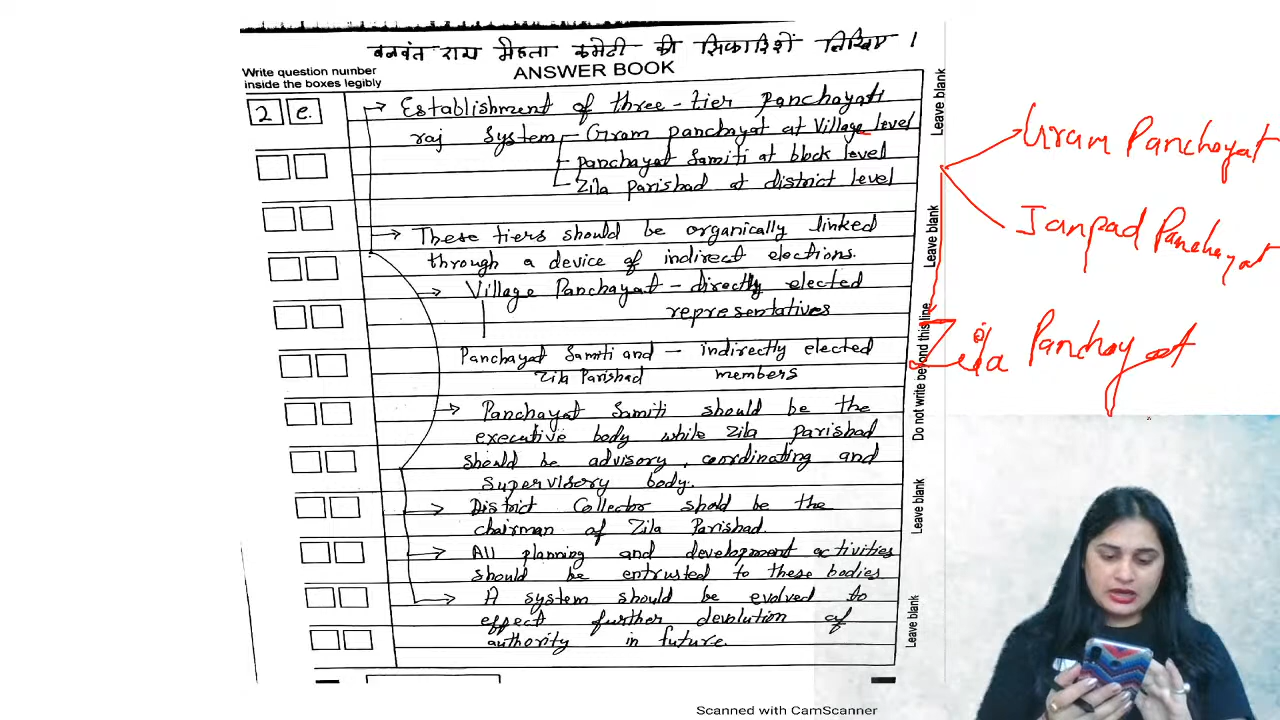 बलवंत राय मेहता कमेटी की सिफारिशें लिखिए।
Write question number
inside the boxes legibly
ANSWER BOOK
2 e.
→ Establishment of three-tier Panchayati
raj System - Gram panchayat at Village level
- panchayat Samiti at block level
- Zila parishad at district level
→ These tiers should be organically linked
through a device of indirect elections.
→ Village Panchayat - directly elected
representatives
Panchayat Samiti and - indirectly elected
Zila Parishad members
→ Panchayat Samiti should be the
executive body while Zila parishad
should be advisory, coordinating and
supervisory body.
→ District Collector shold be the
chairman of Zila Parishad.
→ All planning and development activities
should be entrusted to these bodies
→ A system should be evolved to
effect further devolution of
authority in future.
Leave blank
Leave blank
Do not write beyond this line
Leave blank
Leave blank
Gram Panchayat
Janpad Panchayat
Zila Panchayat
Scanned with CamScanner